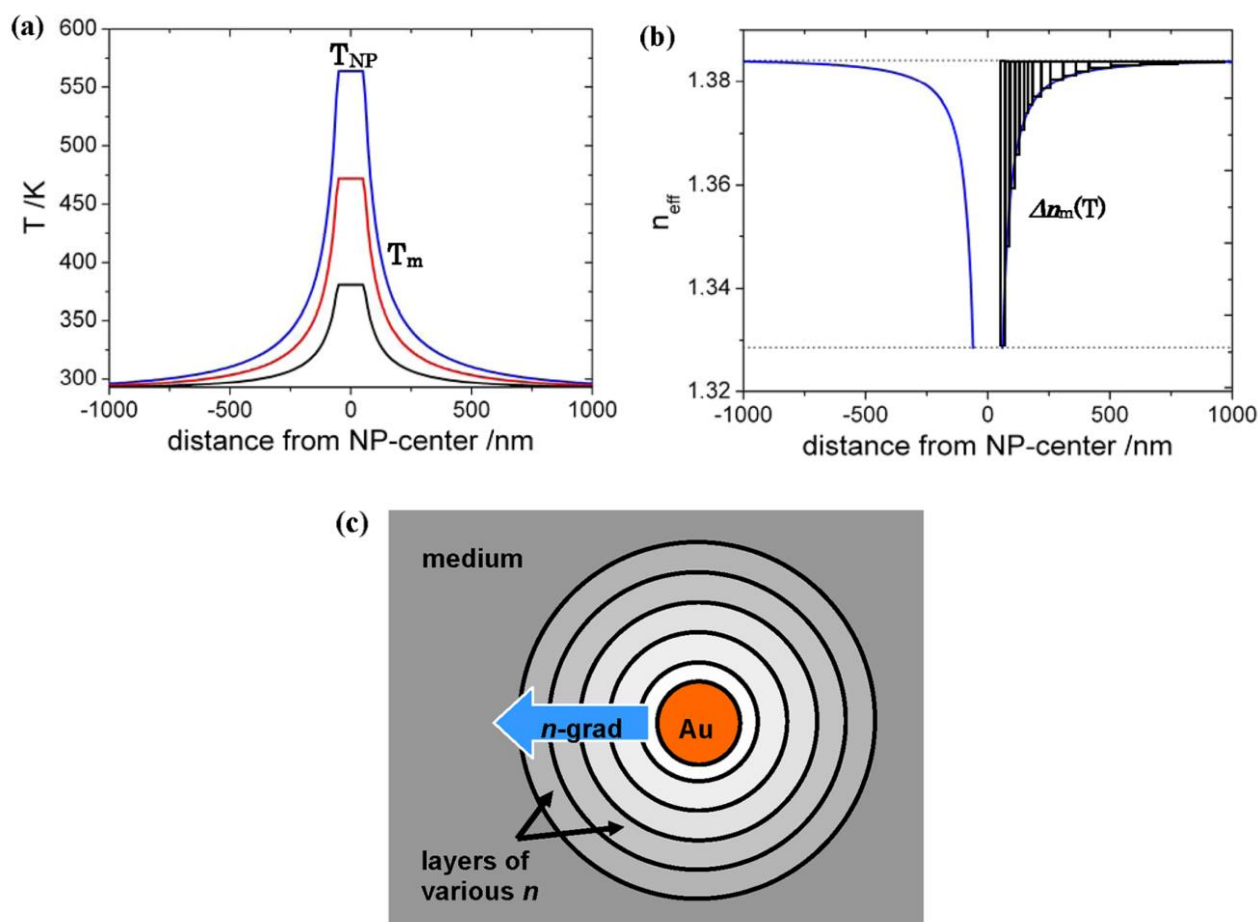 (a)
600
550
500
450
400
350
300
T /K
T_NP
T_m
-1000 -500 0 500 1000
distance from NP-center /nm
(b)
1.38
1.36
1.34
1.32
n_eff
Δn_m(T)
-1000 -500 0 500 1000
distance from NP-center /nm
(c)
medium
n-grad
Au
layers of
various n